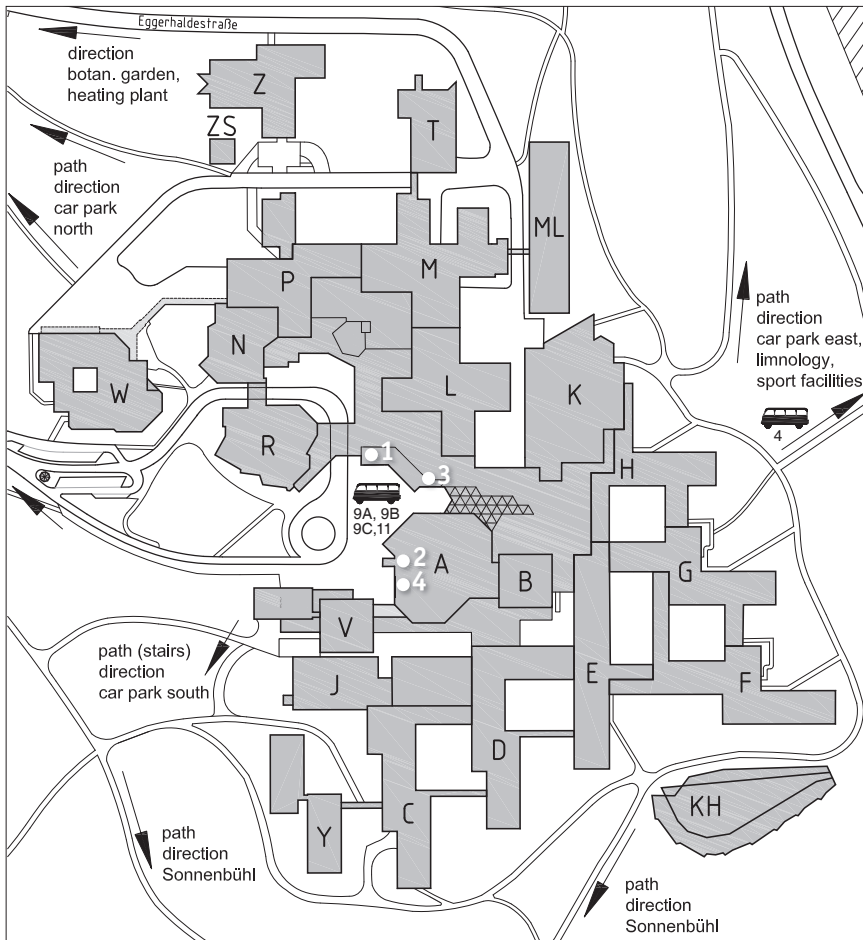 Eggerhaldestraße
direction
botan. garden,
heating plant
Z
ZS
T
path
direction
car park
north
ML
P
M
N
path
direction
car park east,
limnology,
sport facilities
W
L
K
4
R
1
H
3
9A, 9B
9C,11
2
A
4
B
G
V
path (stairs)
direction
car park south
J
E
F
D
C
Y
KH
path
direction
Sonnenbühl
path
direction
Sonnenbühl